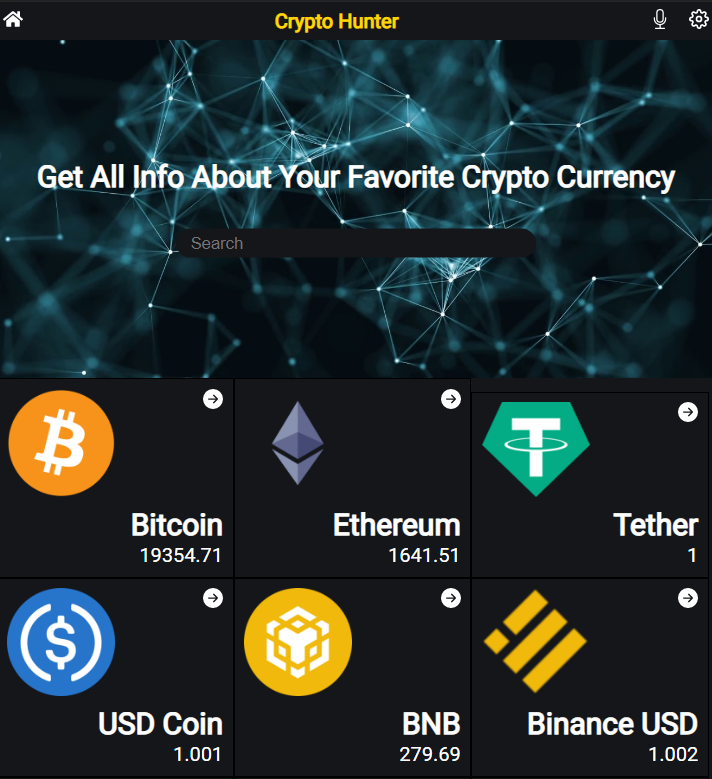 Crypto Hunter
Get All Info About Your Favorite Crypto Currency
Search
Bitcoin
19354.71
Ethereum
1641.51
Tether
1
USD Coin
1.001
BNB
279.69
Binance USD
1.002